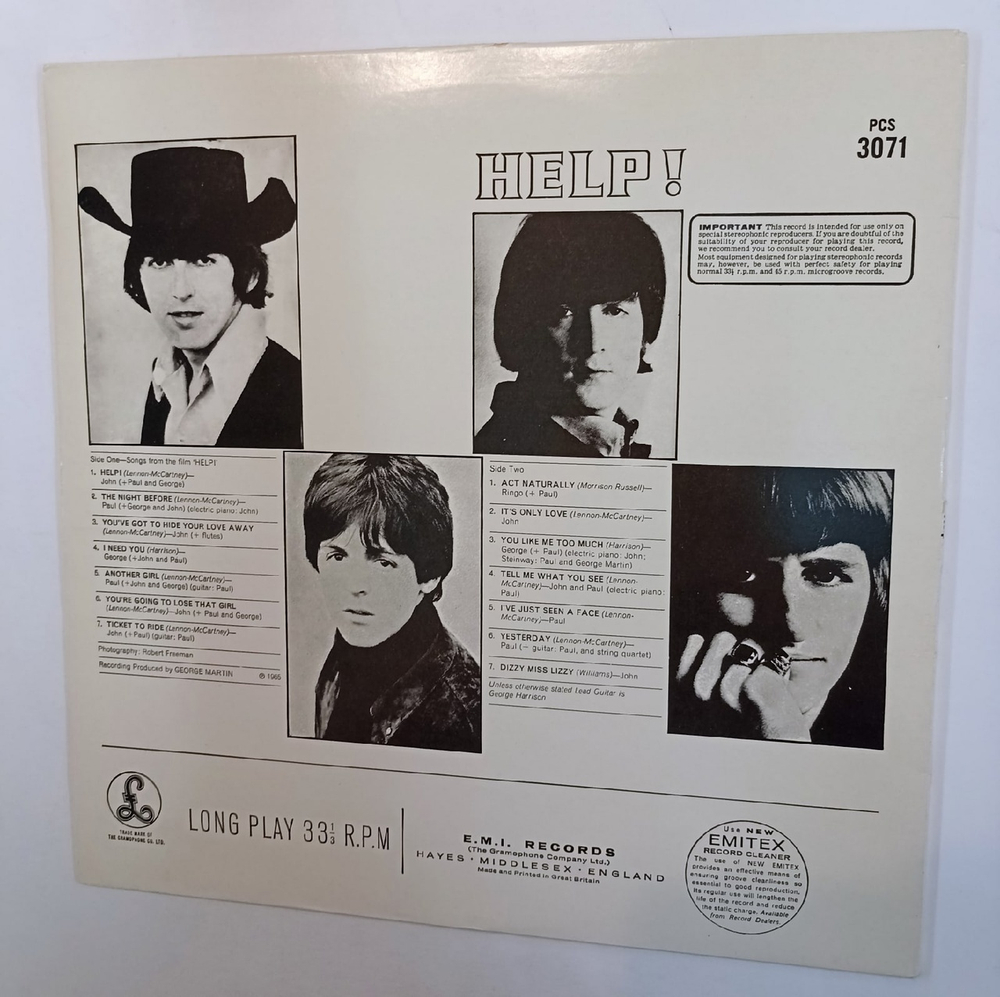 PCS
3071
HELP!
IMPORTANT This record is intended for use only on
special stereophonic reproducers. If you are doubtful of the
suitability of your reproducer for playing this record,
we recommend you to consult your record dealer.
Most equipment designed for playing stereophonic records
may, however, be used with perfect safety for playing
normal 33⅓ r.p.m. and 45 r.p.m. microgroove records.
Side One—Songs from the film 'HELP!'
1. HELP! (Lennon-McCartney)—
John (+ Paul and George)
2. THE NIGHT BEFORE (Lennon-McCartney)—
Paul (+George and John) (electric piano: John)
3. YOU'VE GOT TO HIDE YOUR LOVE AWAY
(Lennon-McCartney)—John (+ flutes)
4. I NEED YOU (Harrison)—
George (+John and Paul)
5. ANOTHER GIRL (Lennon-McCartney)—
Paul (+John and George) (guitar: Paul)
6. YOU'RE GOING TO LOSE THAT GIRL
(Lennon-McCartney)—John (+ Paul and George)
7. TICKET TO RIDE (Lennon-McCartney)—
John (+Paul) (guitar: Paul)
Photography: Robert Freeman
Recording Produced by GEORGE MARTIN ℗ 1965
Side Two
1. ACT NATURALLY (Morrison Russell)—
Ringo (+ Paul)
2. IT'S ONLY LOVE (Lennon-McCartney)—
John
3. YOU LIKE ME TOO MUCH (Harrison)—
George (+ Paul) (electric piano: John;
Steinway: Paul and George Martin)
4. TELL ME WHAT YOU SEE (Lennon-
McCartney)—John and Paul (electric piano:
Paul)
5. I'VE JUST SEEN A FACE (Lennon-
McCartney)—Paul
6. YESTERDAY (Lennon-McCartney)—
Paul (— guitar: Paul, and string quartet)
7. DIZZY MISS LIZZY (Williams)—John
Unless otherwise stated Lead Guitar is
George Harrison
£
TRADE MARK OF
THE GRAMOPHONE CO. LTD.
LONG PLAY 33⅓ R.P.M
E.M.I. RECORDS
(The Gramophone Company Ltd.)
HAYES · MIDDLESEX · ENGLAND
Made and Printed in Great Britain
Use NEW
EMITEX
RECORD CLEANER
The use of NEW EMITEX
provides an effective means of
ensuring groove cleanliness so
essential to good reproduction.
Its regular use will lengthen the
life of the record and reduce
the static charge. Available
from Record Dealers.